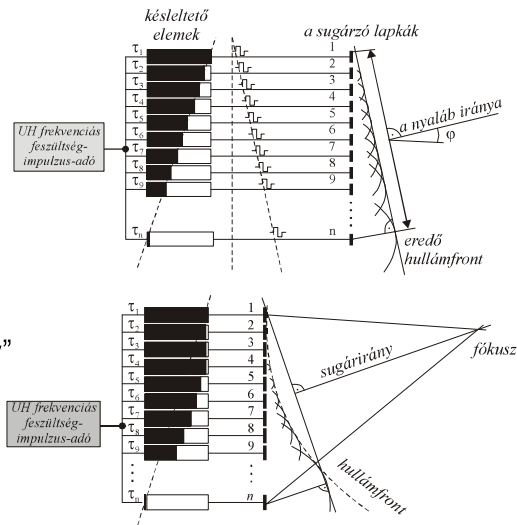 késleltető
elemek
a sugárzó lapkák
τ1
τ2
τ3
τ4
τ5
τ6
τ7
τ8
τ9
τn
1
2
3
4
5
6
7
8
9
n
UH frekvenciás
feszültség-
impulzus-adó
a nyaláb iránya
φ
eredő
hullámfront
τ1
τ2
τ3
τ4
τ5
τ6
τ7
τ8
τ9
τn
1
2
3
4
5
6
7
8
9
n
”
UH frekvenciás
feszültség-
impulzus-adó
sugárirány
fókusz
hullámfront